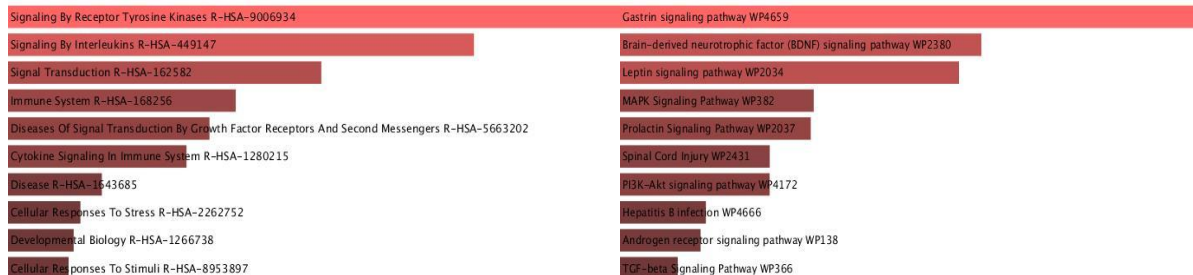 Signaling By Receptor Tyrosine Kinases R-HSA-9006934
Signaling By Interleukins R-HSA-449147
Signal Transduction R-HSA-162582
Immune System R-HSA-168256
Diseases Of Signal Transduction By Growth Factor Receptors And Second Messengers R-HSA-5663202
Cytokine Signaling In Immune System R-HSA-1280215
Disease R-HSA-1643685
Cellular Responses To Stress R-HSA-2262752
Developmental Biology R-HSA-1266738
Cellular Responses To Stimuli R-HSA-8953897
Gastrin signaling pathway WP4659
Brain-derived neurotrophic factor (BDNF) signaling pathway WP2380
Leptin signaling pathway WP2034
MAPK Signaling Pathway WP382
Prolactin Signaling Pathway WP2037
Spinal Cord Injury WP2431
PI3K-Akt signaling pathway WP4172
Hepatitis B infection WP4666
Androgen receptor signaling pathway WP138
TGF-beta Signaling Pathway WP366